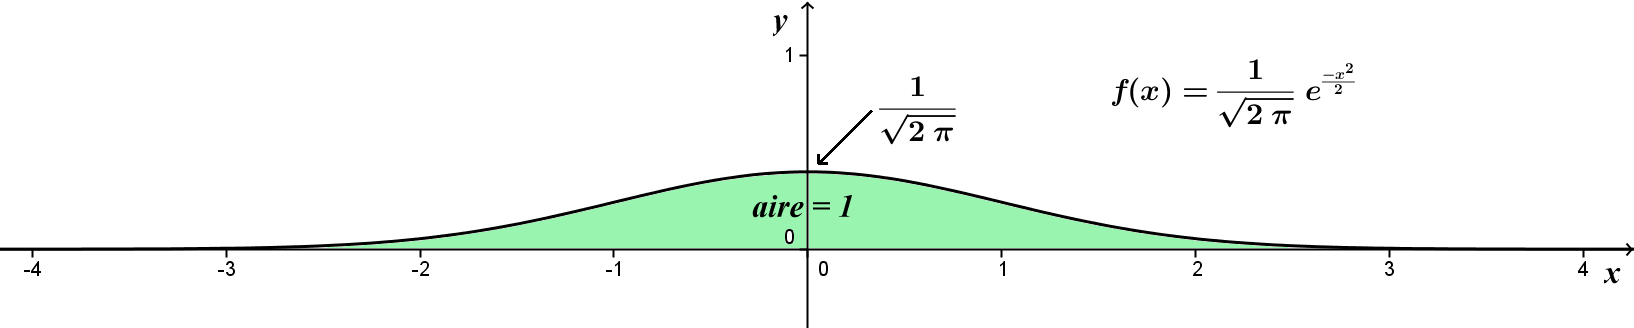 y
1
1/√(2 π)
f(x) = 1/√(2 π) e^(-x²/2)
aire = 1
0
-4 -3 -2 -1 0 1 2 3 4 x